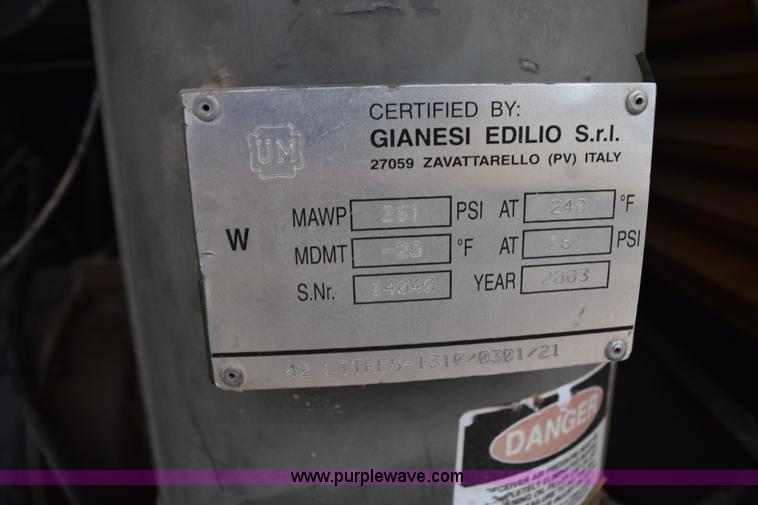 UM
CERTIFIED BY:
GIANESI EDILIO S.r.l.
27059 ZAVATTARELLO (PV) ITALY
W
MAWP 261 PSI AT 248 °F
MDMT -20 °F AT 261 PSI
S.Nr. 14040 YEAR 2003
42 LITRES-1310/0301/21
DANGER
www.purplewave.com